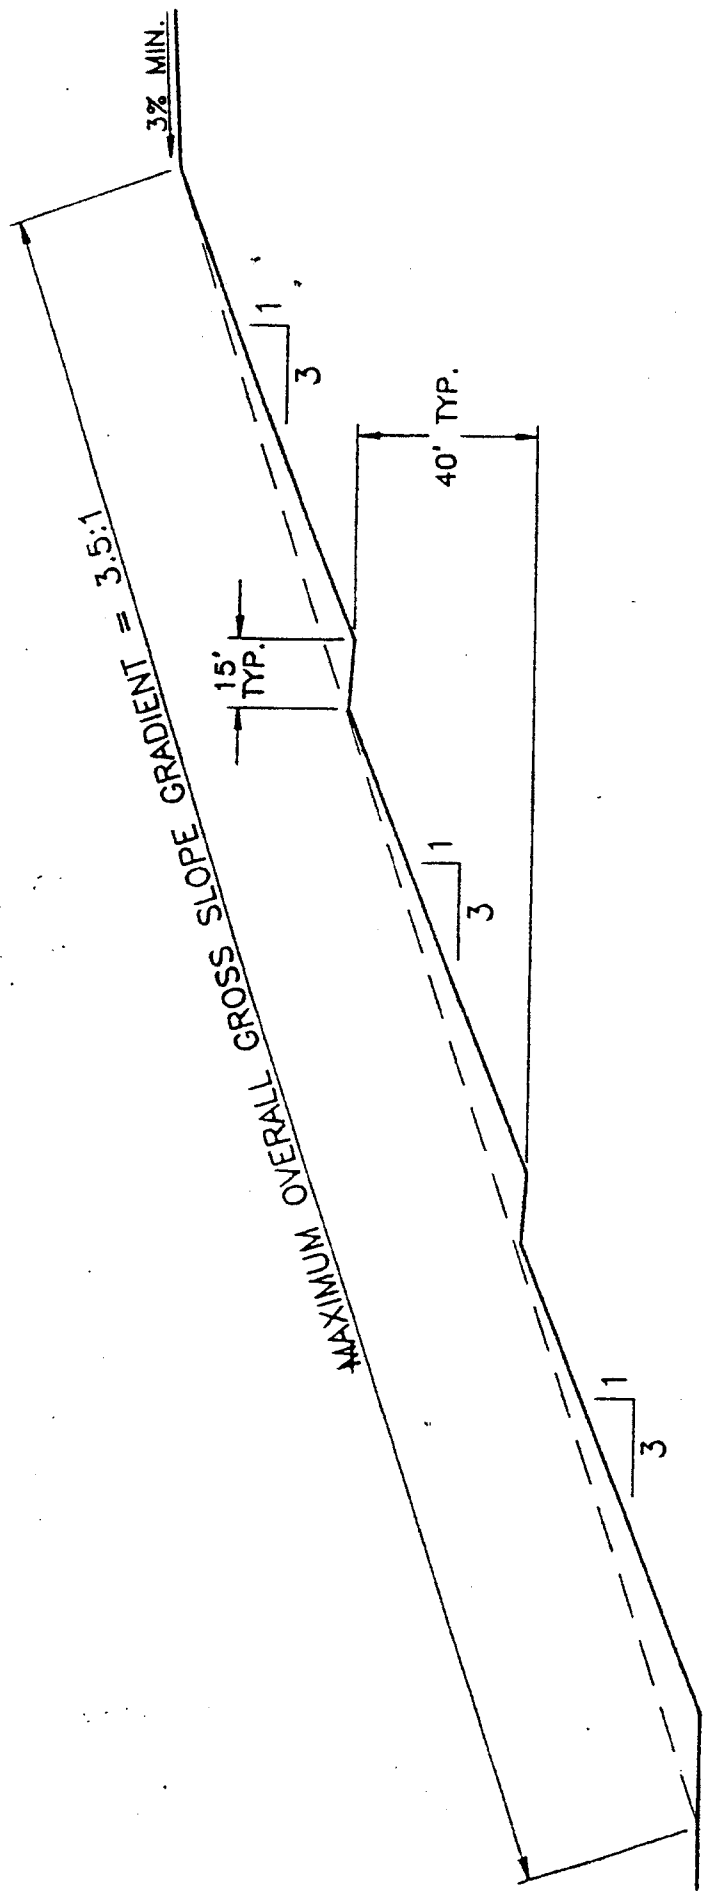 3% MIN.
MAXIMUM OVERALL GROSS SLOPE GRADIENT = 3.5:1
1
3
15'
TYP.
40' TYP.
1
3
1
3